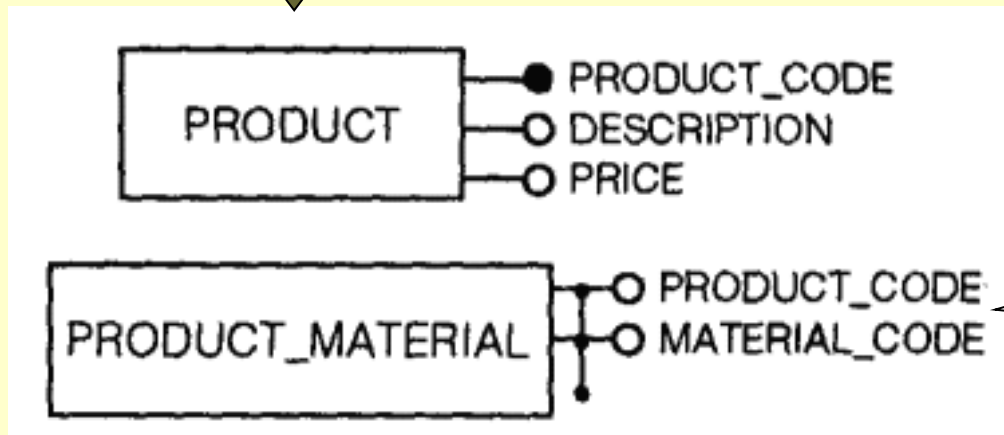 PRODUCT
PRODUCT_CODE
DESCRIPTION
PRICE
PRODUCT_MATERIAL
PRODUCT_CODE
MATERIAL_CODE